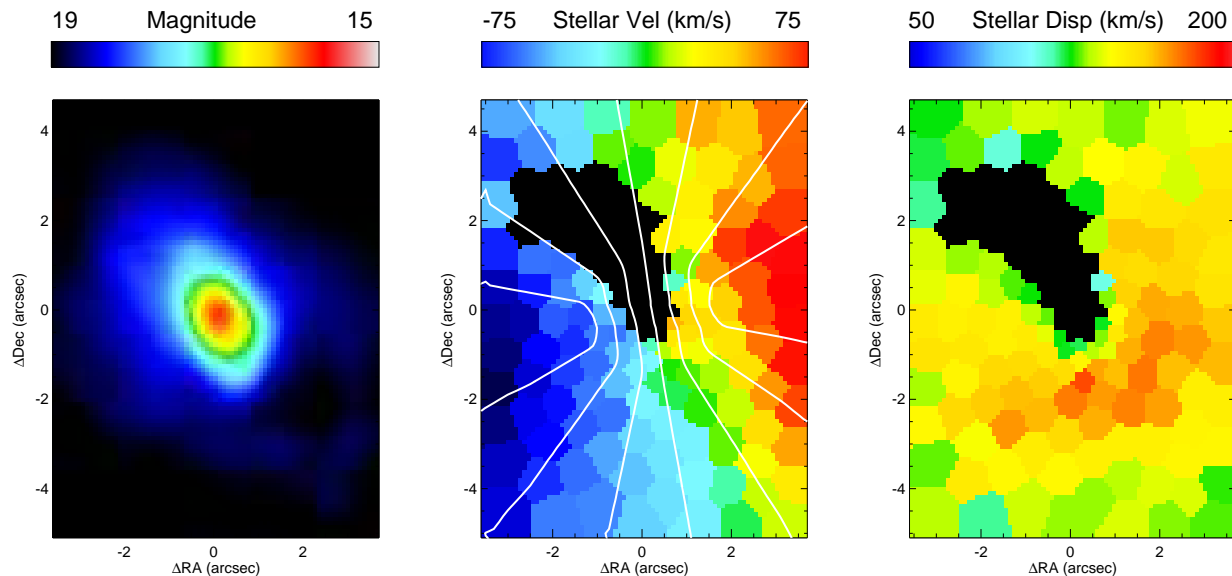 19 Magnitude 15
-75 Stellar Vel (km/s) 75
50 Stellar Disp (km/s) 200
4
2
0
-2
-4
ΔDec (arcsec)
-2 0 2
ΔRA (arcsec)
4
2
0
-2
-4
ΔDec (arcsec)
-2 0 2
ΔRA (arcsec)
4
2
0
-2
-4
ΔDec (arcsec)
-2 0 2
ΔRA (arcsec)